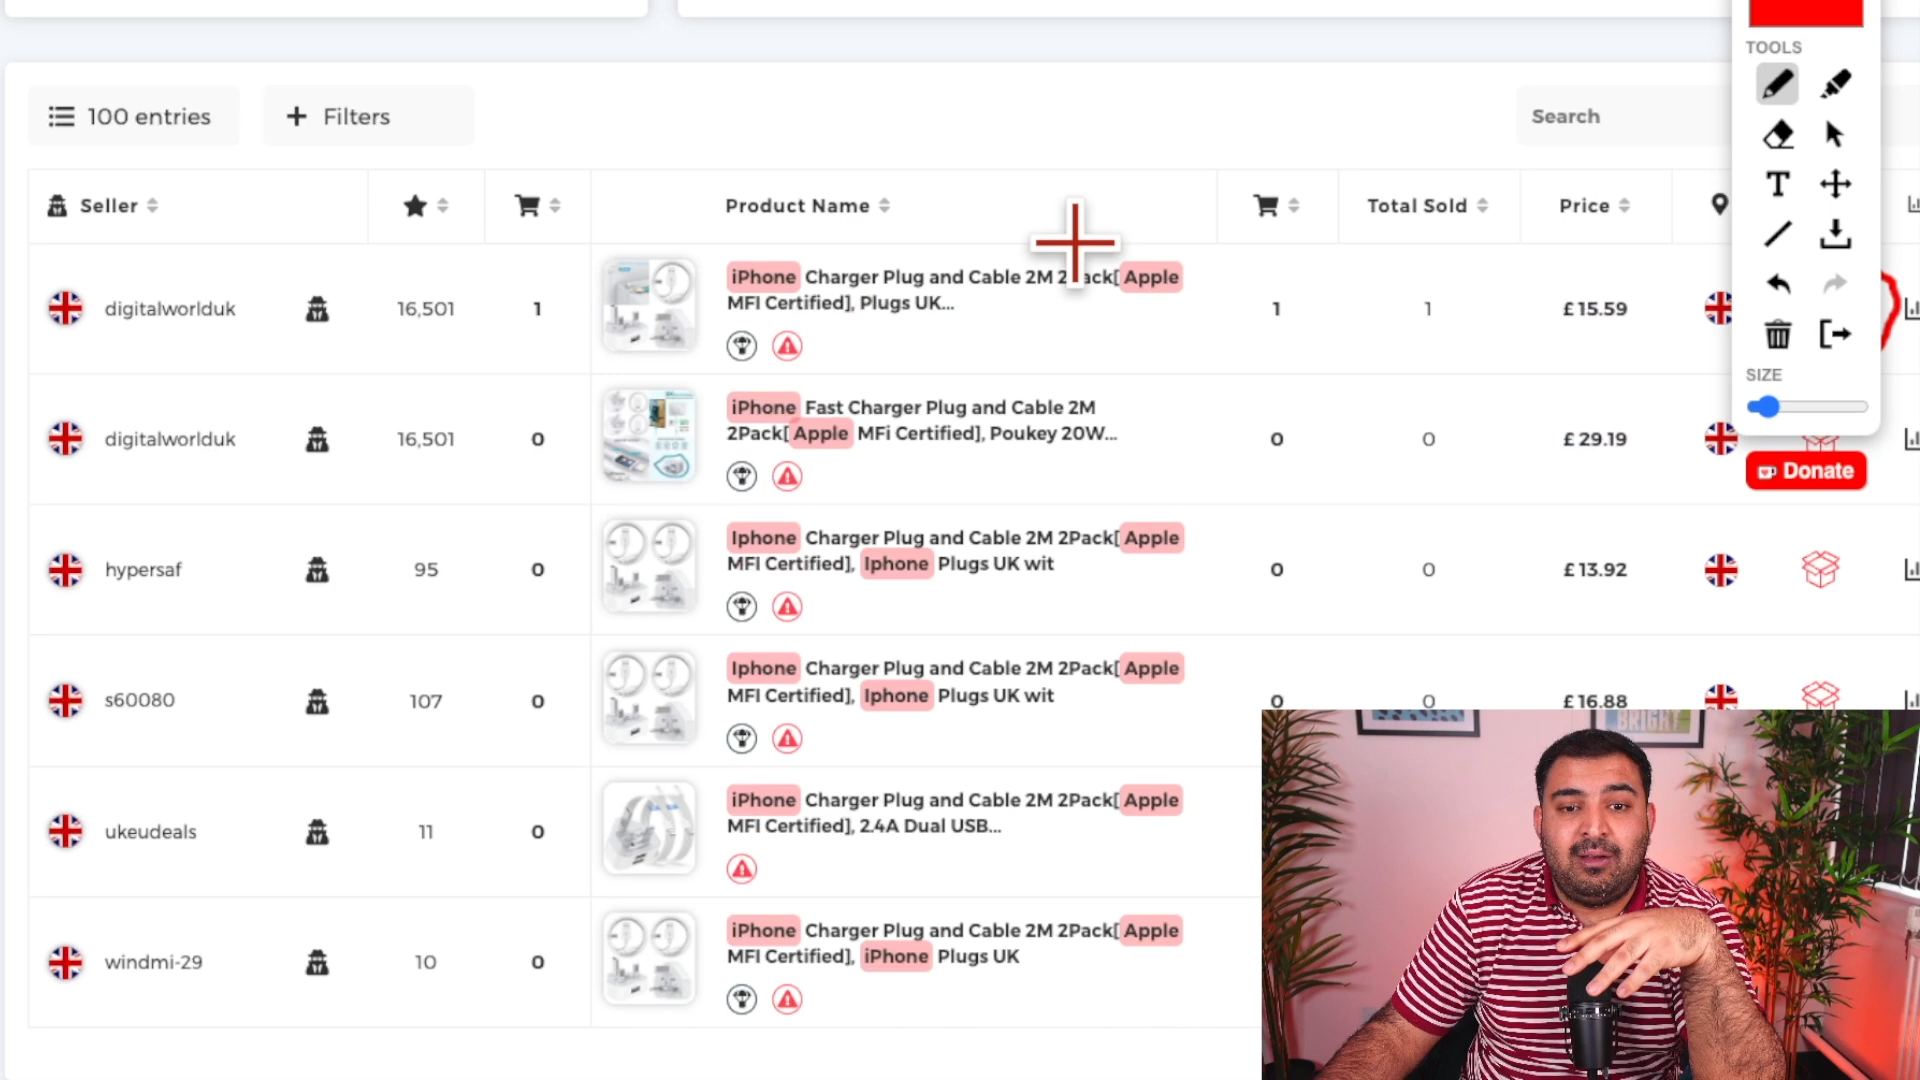 TOOLS
100 entries
Filters
Search
Seller
Product Name
Total Sold
Price
digitalworlduk
16,501
1
iPhone Charger Plug and Cable 2M 2Pack[Apple
MFI Certified], Plugs UK...
1
1
£15.59
SIZE
digitalworlduk
16,501
0
iPhone Fast Charger Plug and Cable 2M
2Pack[Apple MFi Certified], Poukey 20W...
0
0
£29.19
Donate
hypersaf
95
0
Iphone Charger Plug and Cable 2M 2Pack[Apple
MFI Certified], Iphone Plugs UK wit
0
0
£13.92
s60080
107
0
Iphone Charger Plug and Cable 2M 2Pack[Apple
MFI Certified], Iphone Plugs UK wit
0
0
£16.88
BRIGHT
ukeudeals
11
0
iPhone Charger Plug and Cable 2M 2Pack[Apple
MFI Certified], 2.4A Dual USB...
windmi-29
10
0
iPhone Charger Plug and Cable 2M 2Pack[Apple
MFI Certified], iPhone Plugs UK